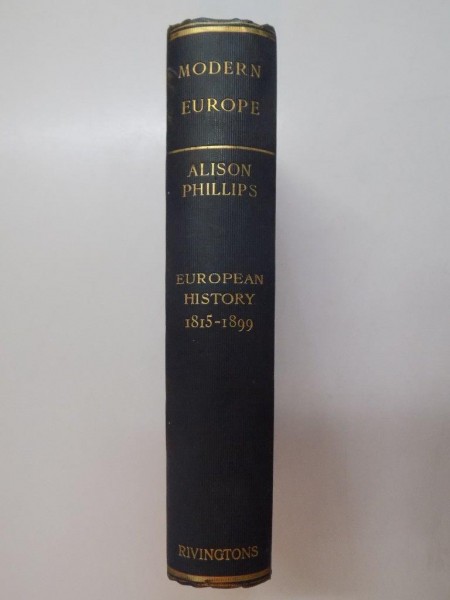 MODERN
EUROPE
ALISON
PHILLIPS
EUROPEAN
HISTORY
1815-1899
RIVINGTONS